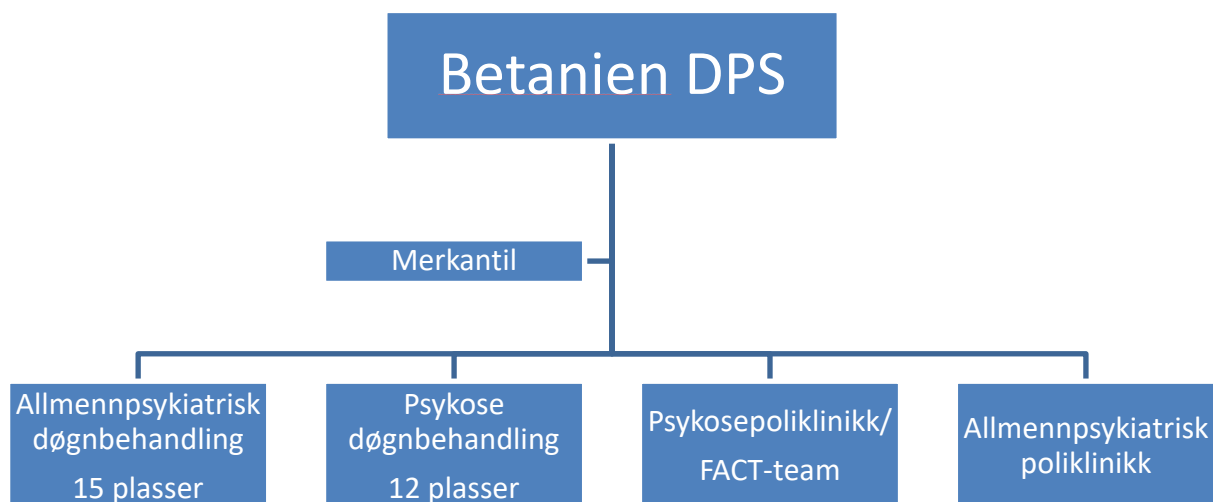 Betanien DPS
Merkantil
Allmennpsykiatrisk
døgnbehandling
15 plasser
Psykose
døgnbehandling
12 plasser
Psykosepoliklinikk/
FACT-team
Allmennpsykiatrisk
poliklinikk